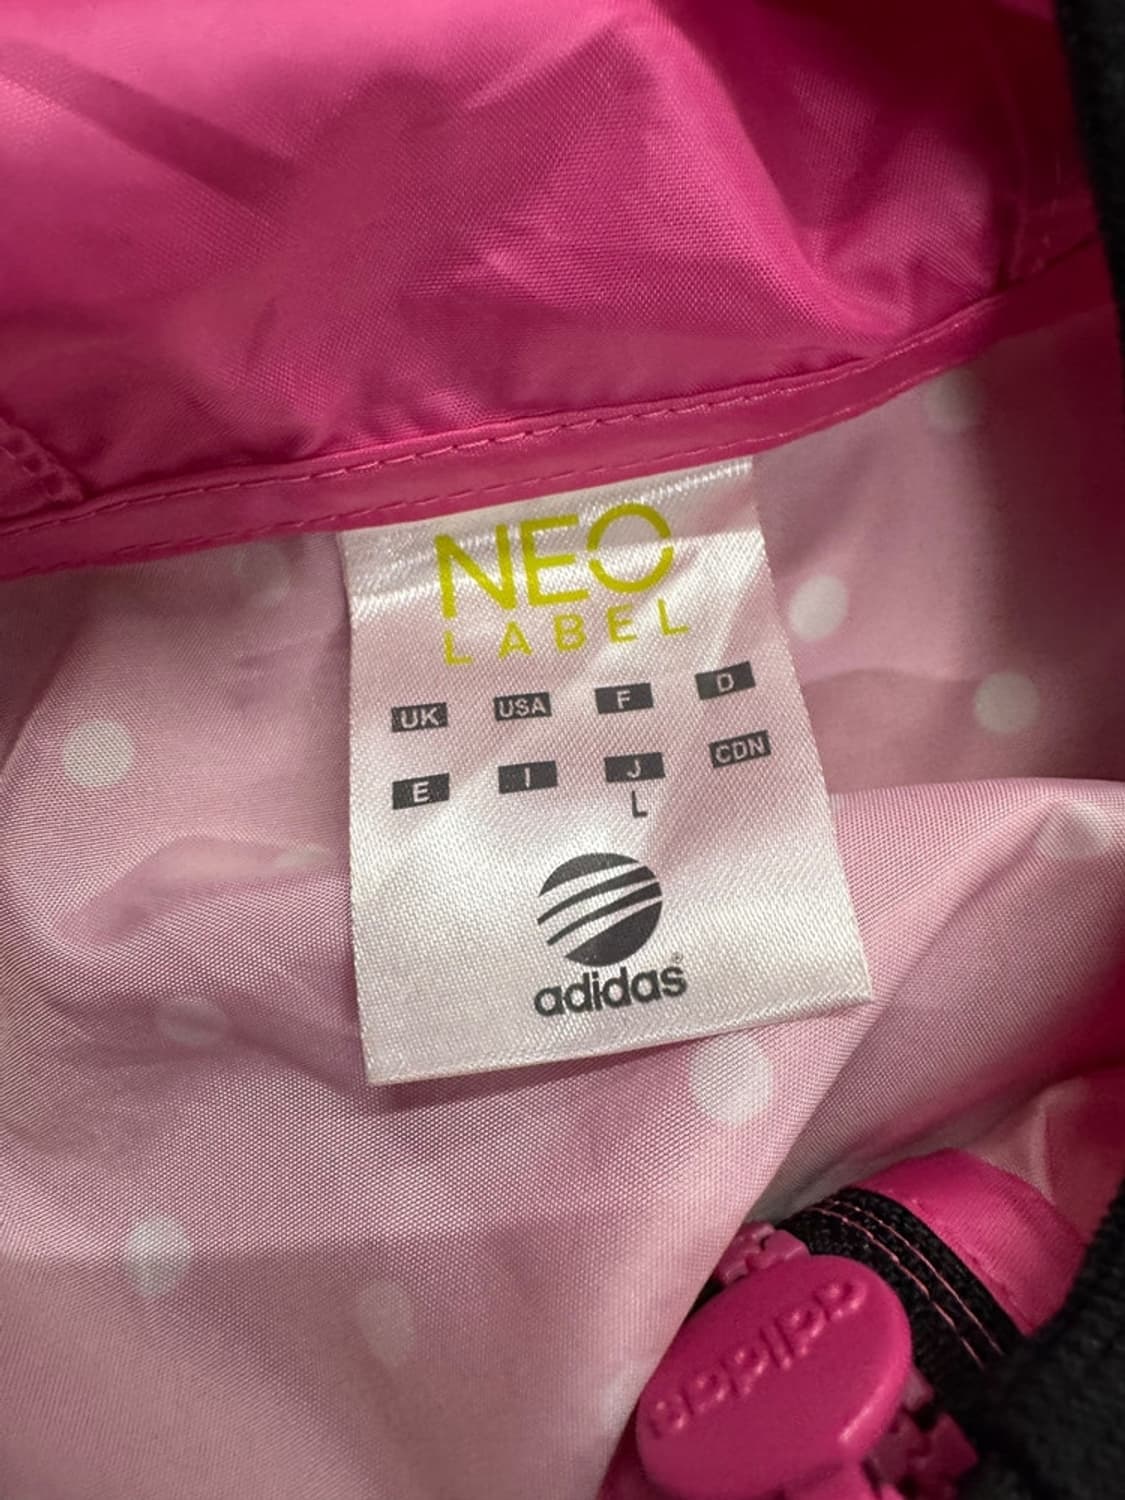 NEO
LABEL
UK USA F D
E I J CDN
L
adidas®
adidas